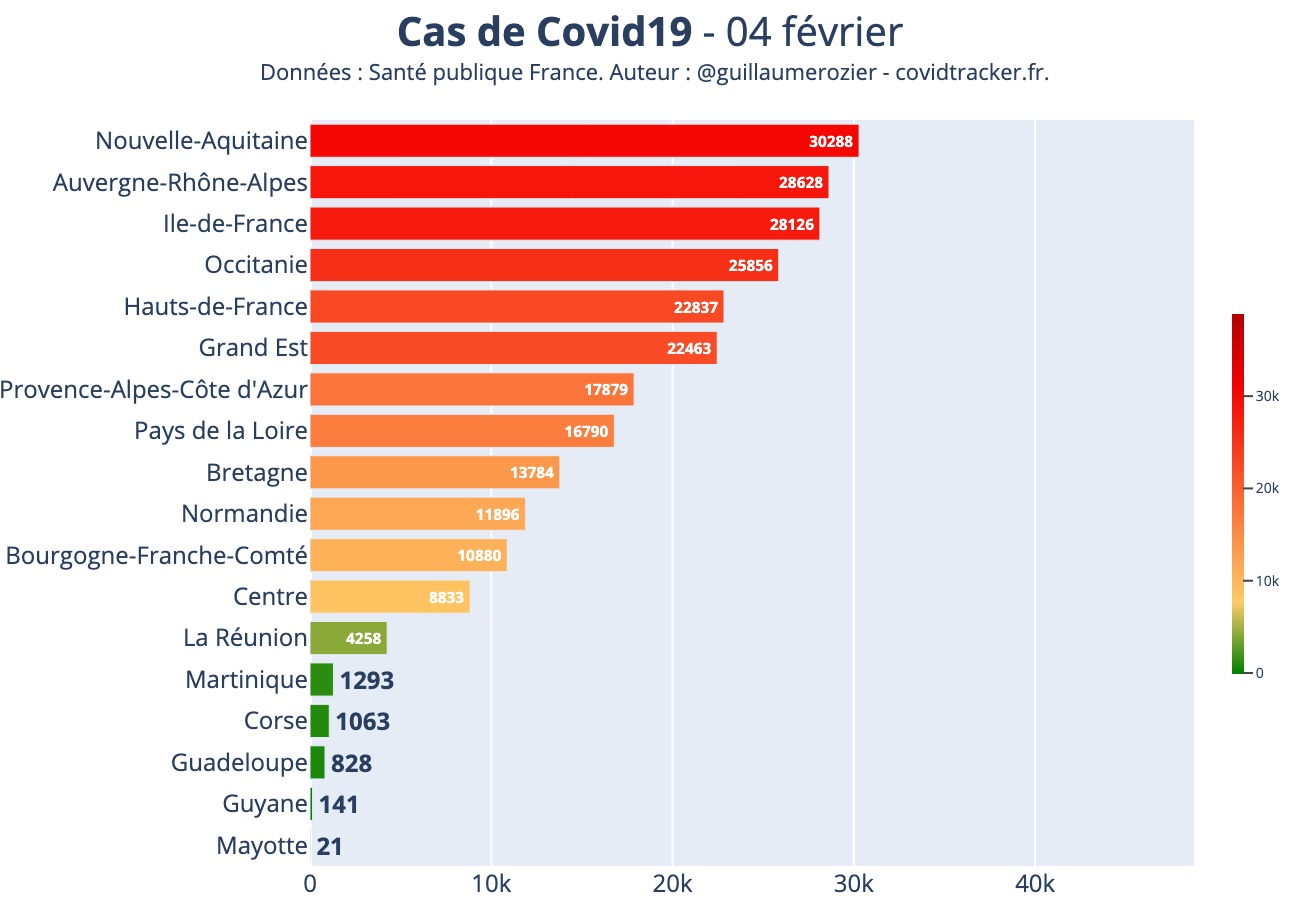 Cas de Covid19 - 04 février
Données : Santé publique France. Auteur : @guillaumerozier - covidtracker.fr.
Nouvelle-Aquitaine 30288
Auvergne-Rhône-Alpes 28628
Ile-de-France 28126
Occitanie 25856
Hauts-de-France 22837
Grand Est 22463
Provence-Alpes-Côte d'Azur 17879
Pays de la Loire 16790
Bretagne 13784
Normandie 11896
Bourgogne-Franche-Comté 10880
Centre 8833
La Réunion 4258
Martinique 1293
Corse 1063
Guadeloupe 828
Guyane 141
Mayotte 21
0 10k 20k 30k 40k
30k
20k
10k
0